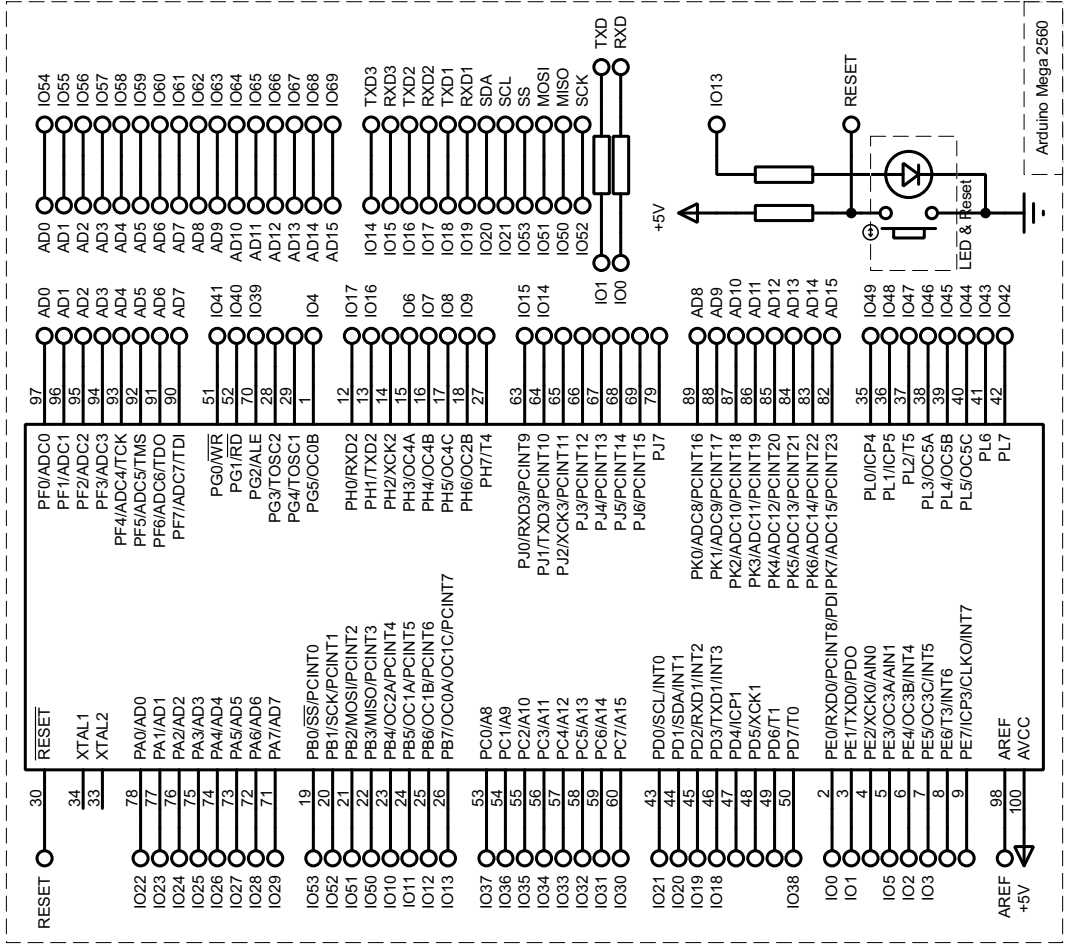 RESET 30 RESET
34 XTAL1
33 XTAL2
IO22 78 PA0/AD0
IO23 77 PA1/AD1
IO24 76 PA2/AD2
IO25 75 PA3/AD3
IO26 74 PA4/AD4
IO27 73 PA5/AD5
IO28 72 PA6/AD6
IO29 71 PA7/AD7
IO53 19 PB0/SS/PCINT0
IO52 20 PB1/SCK/PCINT1
IO51 21 PB2/MOSI/PCINT2
IO50 22 PB3/MISO/PCINT3
IO10 23 PB4/OC2A/PCINT4
IO11 24 PB5/OC1A/PCINT5
IO12 25 PB6/OC1B/PCINT6
IO13 26 PB7/OC0A/OC1C/PCINT7
IO37 53 PC0/A8
IO36 54 PC1/A9
IO35 55 PC2/A10
IO34 56 PC3/A11
IO33 57 PC4/A12
IO32 58 PC5/A13
IO31 59 PC6/A14
IO30 60 PC7/A15
IO21 43 PD0/SCL/INT0
IO20 44 PD1/SDA/INT1
IO19 45 PD2/RXD1/INT2
IO18 46 PD3/TXD1/INT3
47 PD4/ICP1
48 PD5/XCK1
49 PD6/T1
IO38 50 PD7/T0
IO0 2 PE0/RXD0/PCINT8/PDI
IO1 3 PE1/TXD0/PDO
4 PE2/XCK0/AIN0
IO5 5 PE3/OC3A/AIN1
IO2 6 PE4/OC3B/INT4
IO3 7 PE5/OC3C/INT5
8 PE6/T3/INT6
9 PE7/ICP3/CLKO/INT7
AREF 98 AREF
+5V 100 AVCC
PF0/ADC0 97 AD0
PF1/ADC1 96 AD1
PF2/ADC2 95 AD2
PF3/ADC3 94 AD3
PF4/ADC4/TCK 93 AD4
PF5/ADC5/TMS 92 AD5
PF6/ADC6/TDO 91 AD6
PF7/ADC7/TDI 90 AD7
PG0/WR 51 IO41
PG1/RD 52 IO40
PG2/ALE 70 IO39
PG3/TOSC2 28
PG4/TOSC1 29
PG5/OC0B 1 IO4
PH0/RXD2 12 IO17
PH1/TXD2 13 IO16
PH2/XCK2 14
PH3/OC4A 15 IO6
PH4/OC4B 16 IO7
PH5/OC4C 17 IO8
PH6/OC2B 18 IO9
PH7/T4 27
PJ0/RXD3/PCINT9 63 IO15
PJ1/TXD3/PCINT10 64 IO14
PJ2/XCK3/PCINT11 65
PJ3/PCINT12 66
PJ4/PCINT13 67
PJ5/PCINT14 68
PJ6/PCINT15 69
PJ7 79
PK0/ADC8/PCINT16 89 AD8
PK1/ADC9/PCINT17 88 AD9
PK2/ADC10/PCINT18 87 AD10
PK3/ADC11/PCINT19 86 AD11
PK4/ADC12/PCINT20 85 AD12
PK5/ADC13/PCINT21 84 AD13
PK6/ADC14/PCINT22 83 AD14
PK7/ADC15/PCINT23 82 AD15
PL0/ICP4 35 IO49
PL1/ICP5 36 IO48
PL2/T5 37 IO47
PL3/OC5A 38 IO46
PL4/OC5B 39 IO45
PL5/OC5C 40 IO44
PL6 41 IO43
PL7 42 IO42
AD0 IO54
AD1 IO55
AD2 IO56
AD3 IO57
AD4 IO58
AD5 IO59
AD6 IO60
AD7 IO61
AD8 IO62
AD9 IO63
AD10 IO64
AD11 IO65
AD12 IO66
AD13 IO67
AD14 IO68
AD15 IO69
IO14 TXD3
IO15 RXD3
IO16 TXD2
IO17 RXD2
IO18 TXD1
IO19 RXD1
IO20 SDA
IO21 SCL
IO53 SS
IO51 MOSI
IO50 MISO
IO52 SCK
IO1 TXD
IO0 RXD
+5V
IO13
RESET
LED & Reset
Arduino Mega 2560